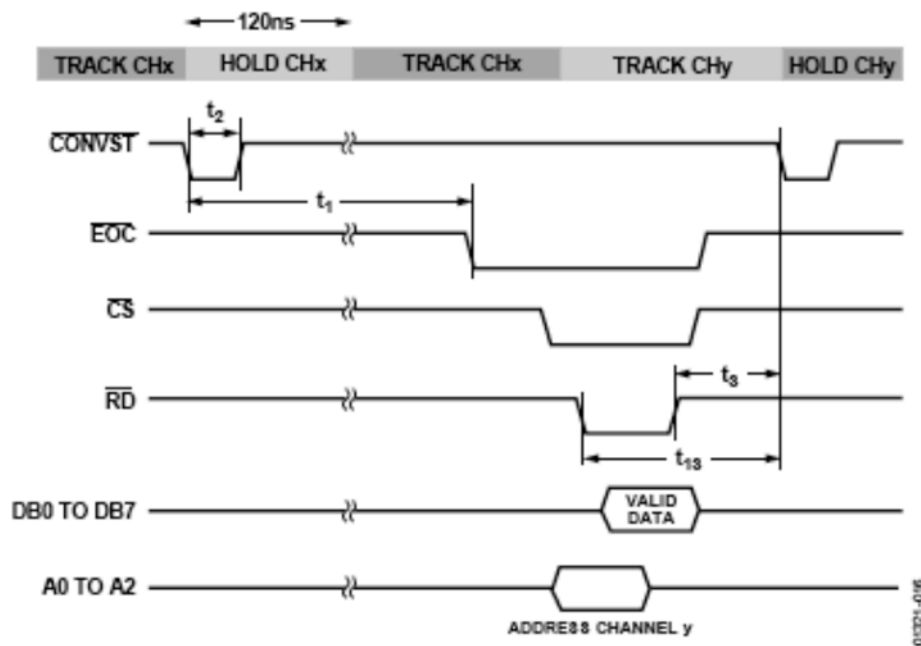 120ns
TRACK CHx HOLD CHx TRACK CHx TRACK CHy HOLD CHy
t2
CONVST
t1
EOC
CS
t3
RD
t13
DB0 TO DB7
VALID
DATA
A0 TO A2
ADDRESS CHANNEL y